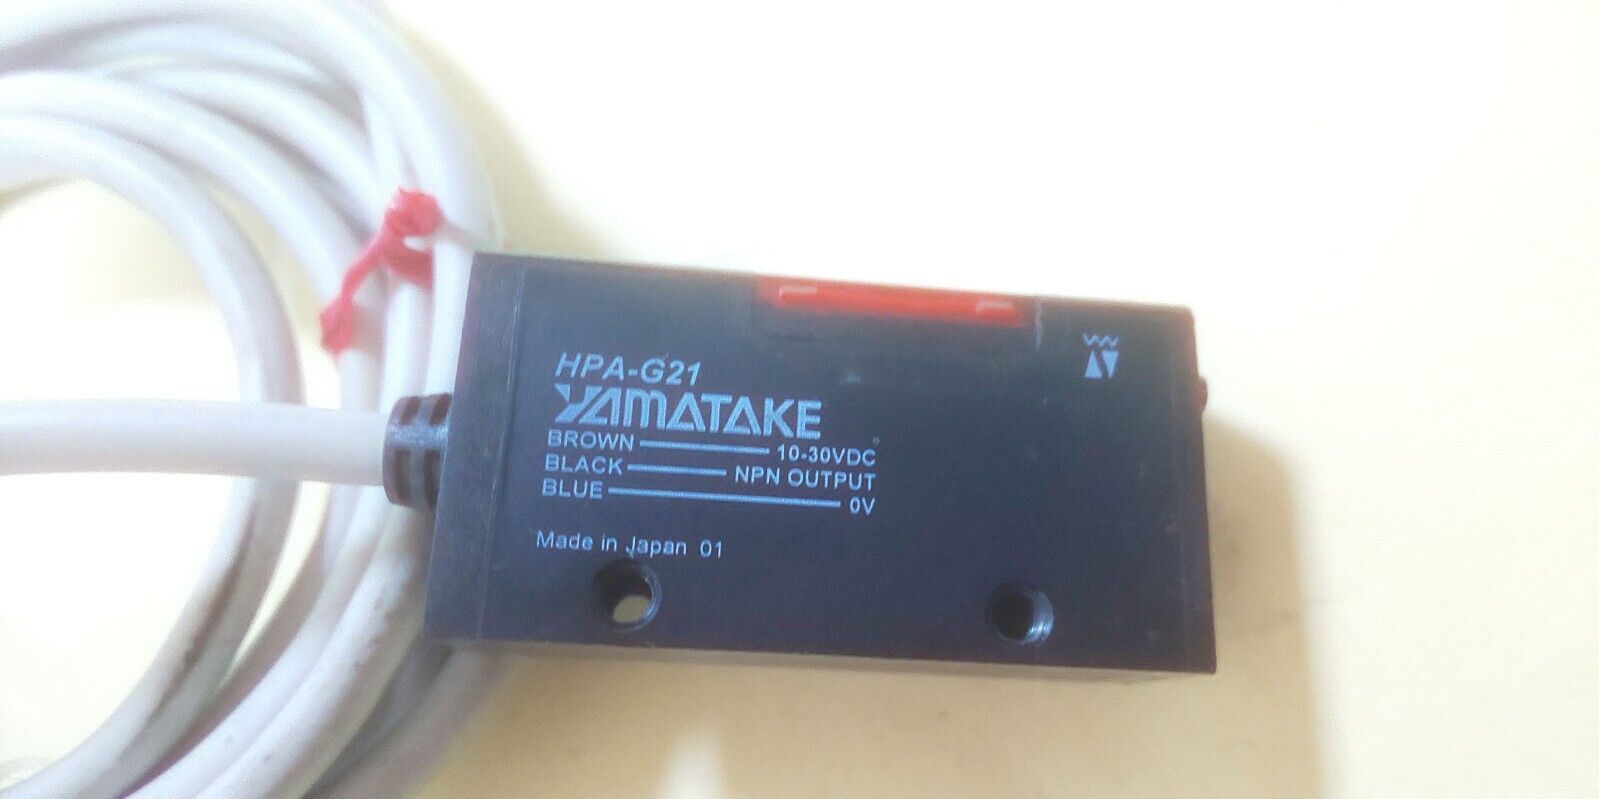 HPA-G21
YAMATAKE
BROWN 10-30VDC
BLACK NPN OUTPUT
BLUE 0V
Made in Japan 01